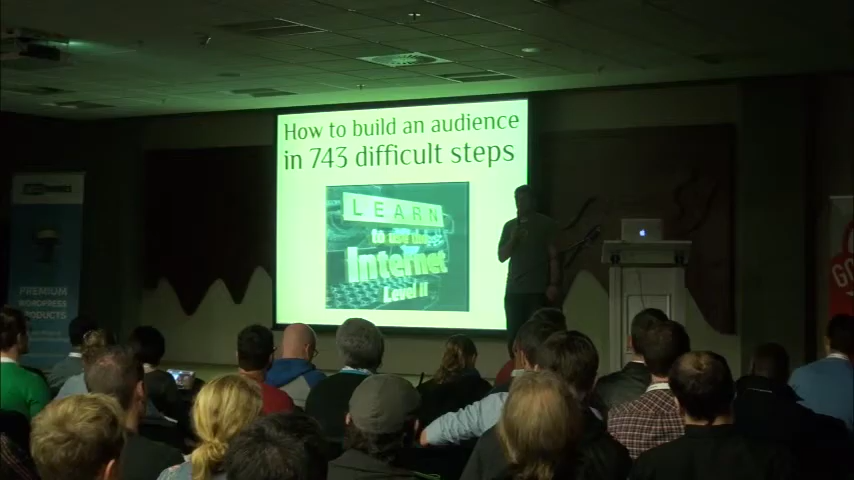 How to build an audience
in 743 difficult steps
LEARN
to use the
Internet
Level II
PREMIUM
WORDPRESS
PRODUCTS
GO